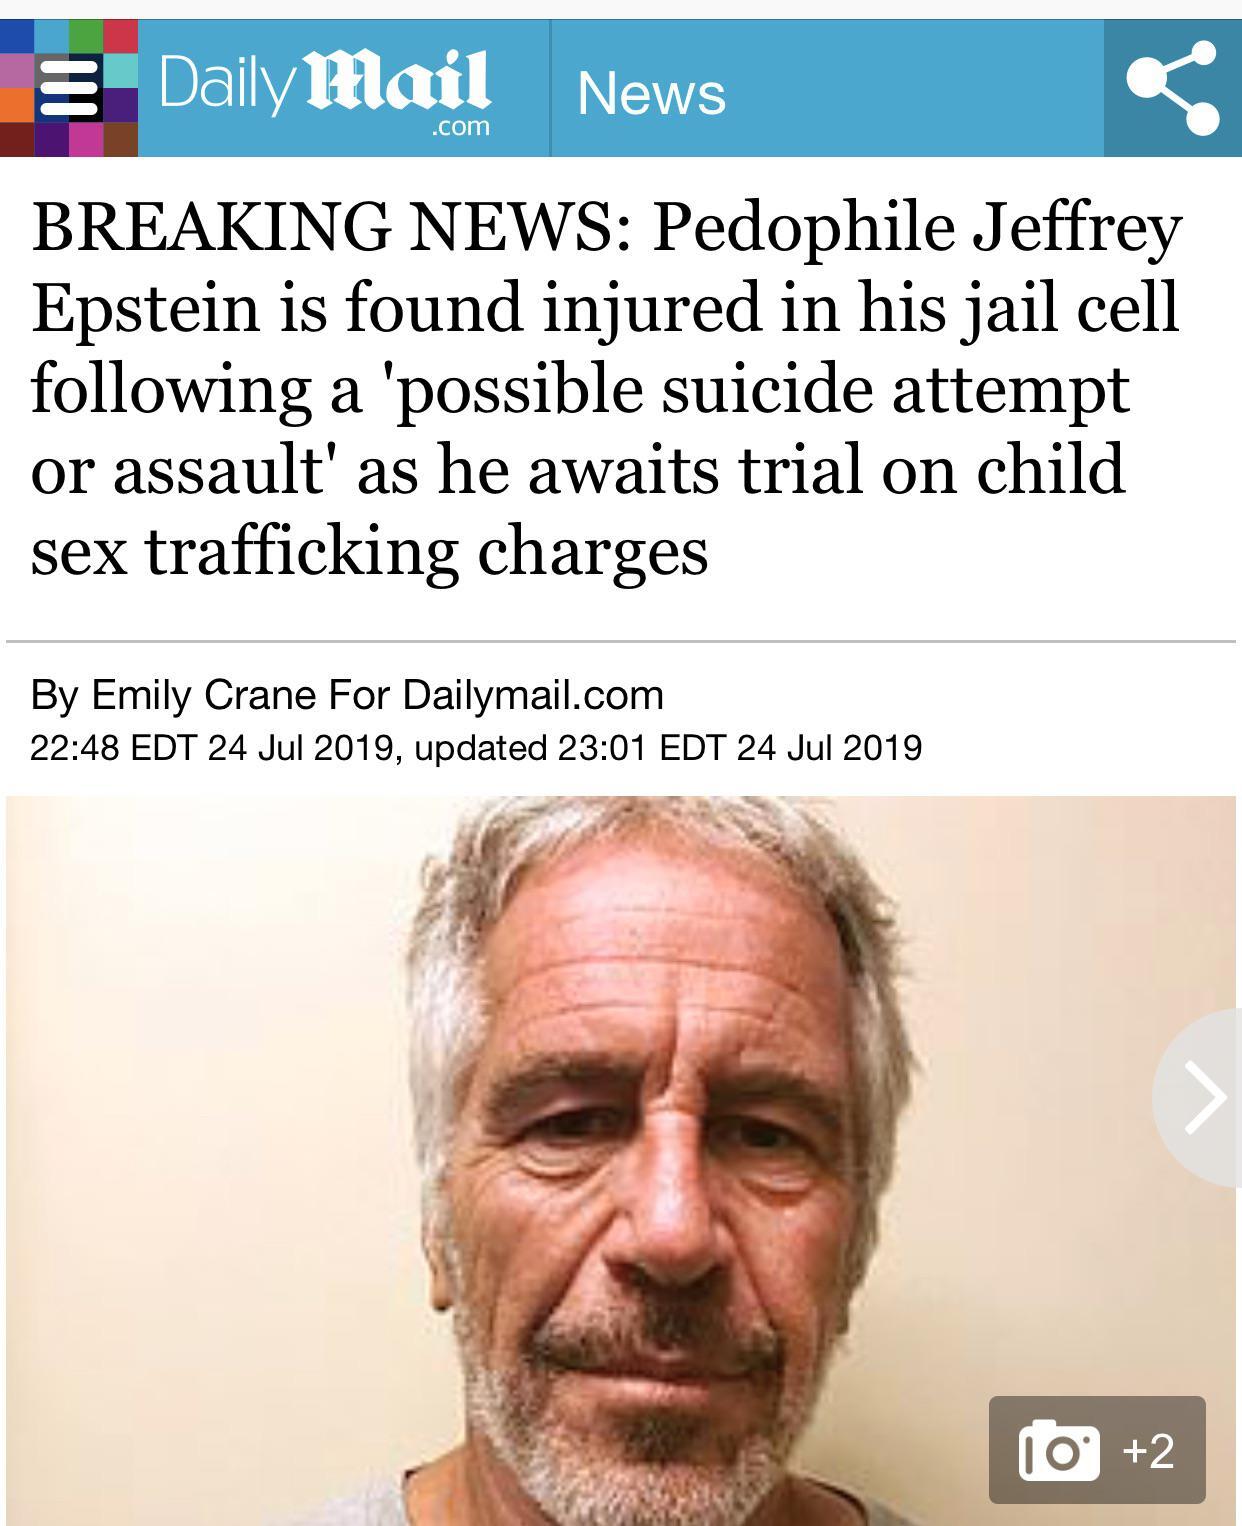 Daily Mail
.com
News
BREAKING NEWS: Pedophile Jeffrey
Epstein is found injured in his jail cell
following a 'possible suicide attempt
or assault' as he awaits trial on child
sex trafficking charges
By Emily Crane For Dailymail.com
22:48 EDT 24 Jul 2019, updated 23:01 EDT 24 Jul 2019
+2